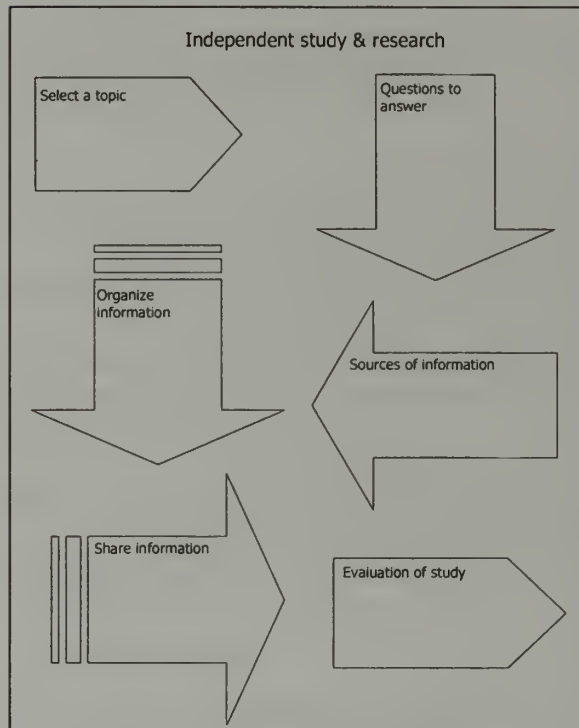 Independent study & research
Select a topic
Questions to
answer
Organize
information
Sources of information
Share information
Evaluation of study